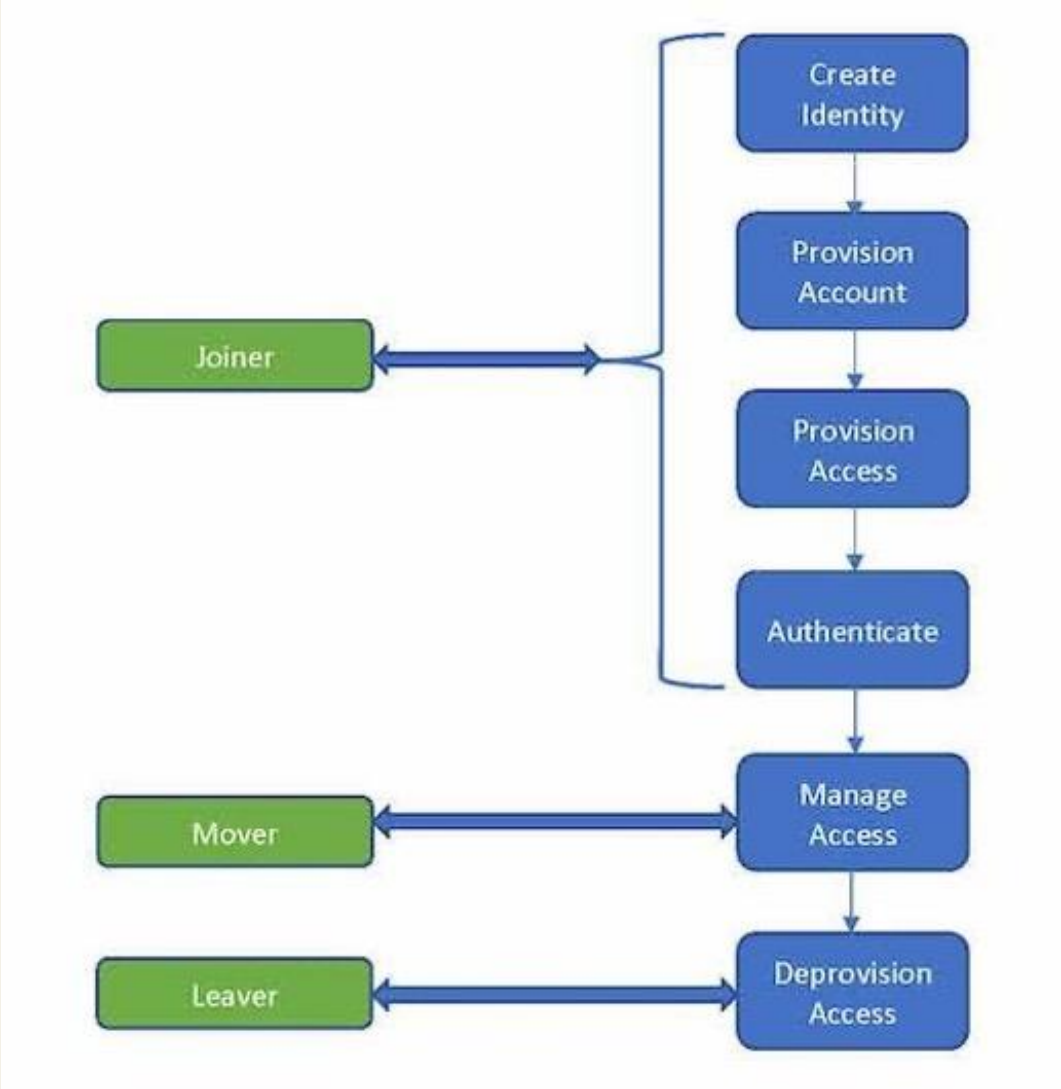 Create
Identity
Provision
Account
Joiner
Provision
Access
Authenticate
Manage
Access
Mover
Deprovision
Access
Leaver